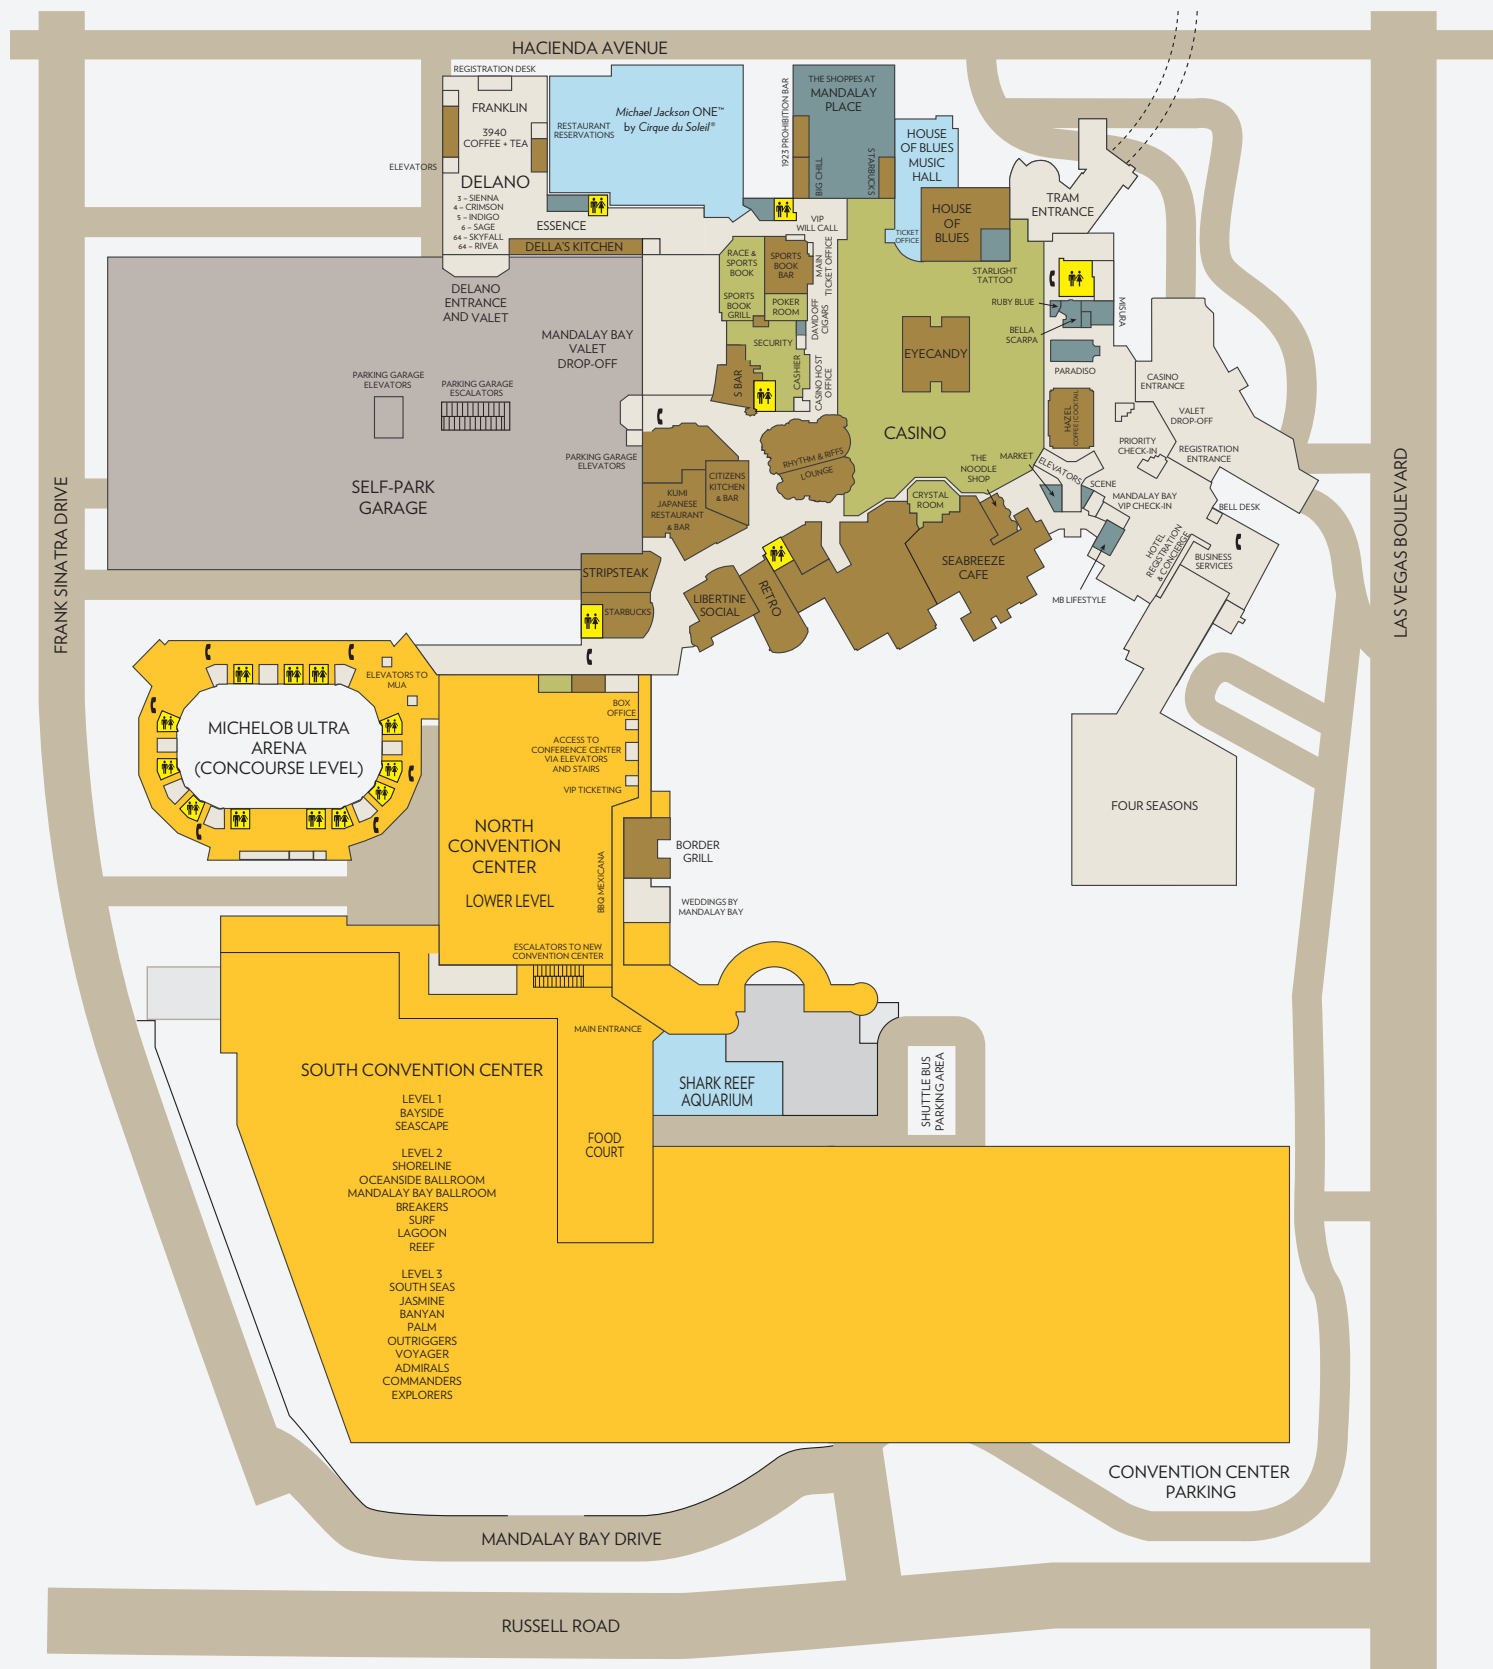 HACIENDA AVENUE
REGISTRATION DESK
FRANKLIN
3940
COFFEE + TEA
ELEVATORS
DELANO
3 – SIENNA
4 – CRIMSON
5 – INDIGO
6 – SAGE
64 – SKYFALL
64 – RIVEA
RESTAURANT
RESERVATIONS
Michael Jackson ONE™
by Cirque du Soleil®
ESSENCE
DELLA'S KITCHEN
DELANO
ENTRANCE
AND VALET
1923 PROHIBITION BAR
THE SHOPPES AT
MANDALAY
PLACE
BIG CHILL
STARBUCKS
HOUSE
OF BLUES
MUSIC
HALL
HOUSE
OF
BLUES
TICKET
OFFICE
VIP
WILL CALL
MAIN
TICKET OFFICE
TRAM
ENTRANCE
STARLIGHT
TATTOO
RACE &
SPORTS
BOOK
SPORTS
BOOK
BAR
SPORTS
BOOK
GRILL
POKER
ROOM
DAVIDOFF
CIGARS
SECURITY
CASHIER
CASINO HOST
OFFICE
S BAR
EYECANDY
CASINO
RUBY BLUE
BELLA
SCARPA
MISURA
PARADISO
HAZEL
COFFEE | COCKTAIL
CASINO
ENTRANCE
VALET
DROP-OFF
PRIORITY
CHECK-IN
REGISTRATION
ENTRANCE
MANDALAY BAY
VALET
DROP-OFF
PARKING GARAGE
ELEVATORS
PARKING GARAGE
ESCALATORS
PARKING GARAGE
ELEVATORS
SELF-PARK
GARAGE
KUMI
JAPANESE
RESTAURANT
& BAR
CITIZENS
KITCHEN
& BAR
RHYTHM & RIFFS
LOUNGE
THE
NOODLE
SHOP
MARKET
ELEVATORS
SCENE
CRYSTAL
ROOM
MANDALAY BAY
VIP CHECK-IN
BELL DESK
HOTEL
REGISTRATION
& CONCIERGE
BUSINESS
SERVICES
MB LIFESTYLE
SEABREEZE
CAFE
STRIPSTEAK
STARBUCKS
LIBERTINE
SOCIAL
RETRO
FRANK SINATRA DRIVE
LAS VEGAS BOULEVARD
ELEVATORS TO
MUA
MICHELOB ULTRA
ARENA
(CONCOURSE LEVEL)
BOX
OFFICE
ACCESS TO
CONFERENCE CENTER
VIA ELEVATORS
AND STAIRS
VIP TICKETING
NORTH
CONVENTION
CENTER
LOWER LEVEL
BBQ MEXICANA
BORDER
GRILL
WEDDINGS BY
MANDALAY BAY
FOUR SEASONS
ESCALATORS TO NEW
CONVENTION CENTER
MAIN ENTRANCE
SHARK REEF
AQUARIUM
SHUTTLE BUS
PARKING AREA
FOOD
COURT
SOUTH CONVENTION CENTER
LEVEL 1
BAYSIDE
SEASCAPE
LEVEL 2
SHORELINE
OCEANSIDE BALLROOM
MANDALAY BAY BALLROOM
BREAKERS
SURF
LAGOON
REEF
LEVEL 3
SOUTH SEAS
JASMINE
BANYAN
PALM
OUTRIGGERS
VOYAGER
ADMIRALS
COMMANDERS
EXPLORERS
CONVENTION CENTER
PARKING
MANDALAY BAY DRIVE
RUSSELL ROAD